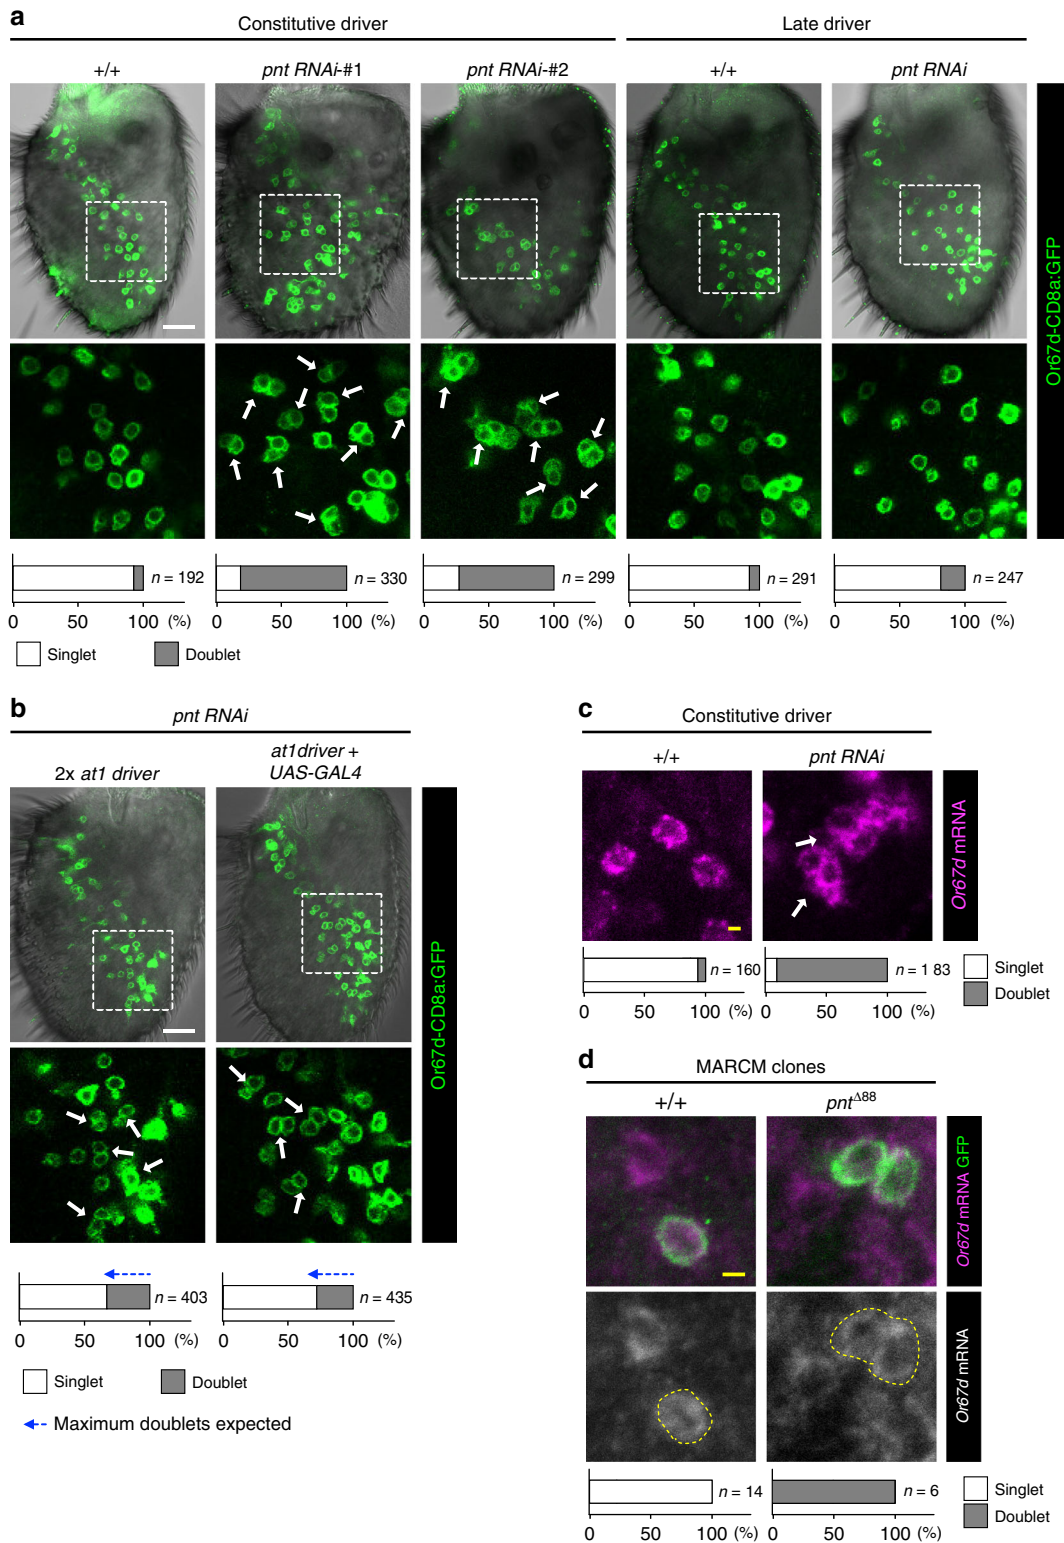 a
Constitutive driver
Late driver
+/+
pnt RNAi-#1
pnt RNAi-#2
+/+
pnt RNAi
Or67d-CD8a:GFP
n = 192
n = 330
n = 299
n = 291
n = 247
0 50 100 (%)
0 50 100 (%)
0 50 100 (%)
0 50 100 (%)
0 50 100 (%)
Singlet
Doublet
b
pnt RNAi
2x at1 driver
at1driver +
UAS-GAL4
Or67d-CD8a:GFP
n = 403
n = 435
0 50 100 (%)
0 50 100 (%)
Singlet
Doublet
Maximum doublets expected
c
Constitutive driver
+/+
pnt RNAi
Or67d mRNA
n = 160
n = 1 83
0 50 100 (%)
0 50 100 (%)
Singlet
Doublet
d
MARCM clones
+/+
pntΔ88
Or67d mRNA GFP
Or67d mRNA
n = 14
n = 6
0 50 100 (%)
0 50 100 (%)
Singlet
Doublet